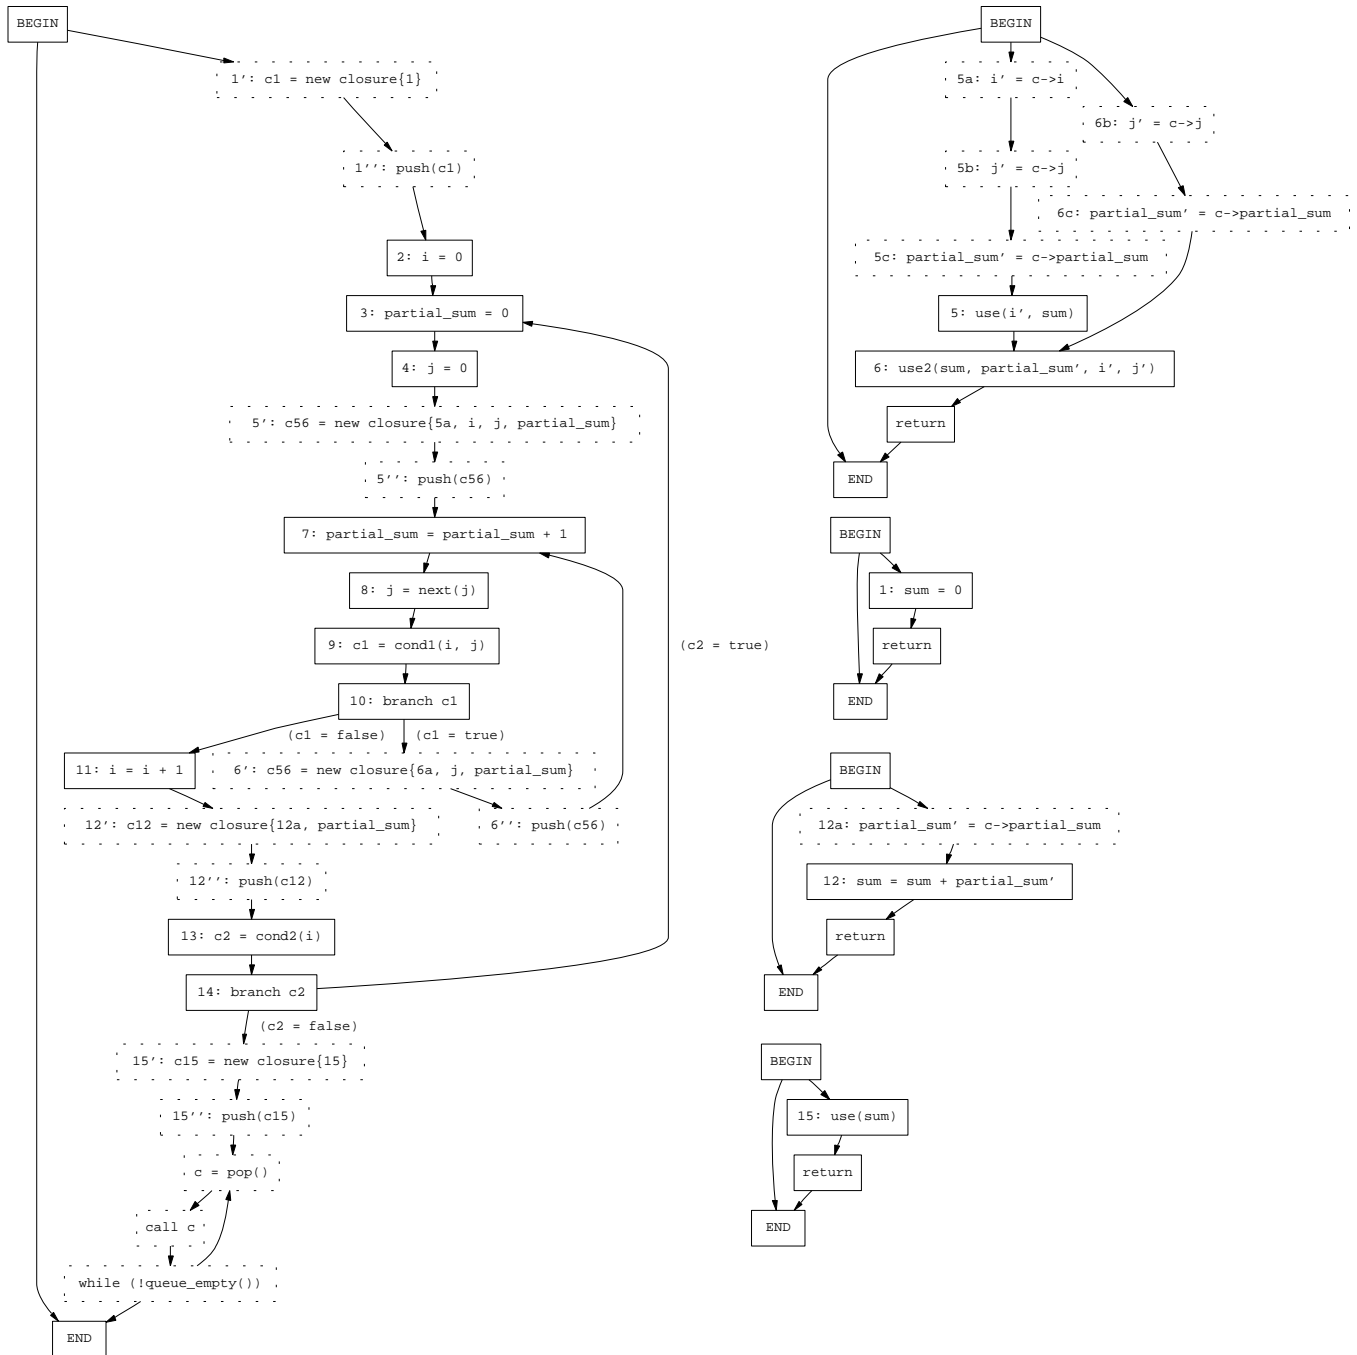 BEGIN
1’: c1 = new closure{1}
1’’: push(c1)
2: i = 0
3: partial_sum = 0
4: j = 0
5’: c56 = new closure{5a, i, j, partial_sum}
5’’: push(c56)
7: partial_sum = partial_sum + 1
8: j = next(j)
9: c1 = cond1(i, j)
(c2 = true)
10: branch c1
(c1 = false)
(c1 = true)
11: i = i + 1
6’: c56 = new closure{6a, j, partial_sum}
12’: c12 = new closure{12a, partial_sum}
6’’: push(c56)
12’’: push(c12)
13: c2 = cond2(i)
14: branch c2
(c2 = false)
15’: c15 = new closure{15}
15’’: push(c15)
c = pop()
call c
while (!queue_empty())
END
BEGIN
5a: i’ = c->i
6b: j’ = c->j
5b: j’ = c->j
6c: partial_sum’ = c->partial_sum
5c: partial_sum’ = c->partial_sum
5: use(i’, sum)
6: use2(sum, partial_sum’, i’, j’)
return
END
BEGIN
1: sum = 0
return
END
BEGIN
12a: partial_sum’ = c->partial_sum
12: sum = sum + partial_sum’
return
END
BEGIN
15: use(sum)
return
END